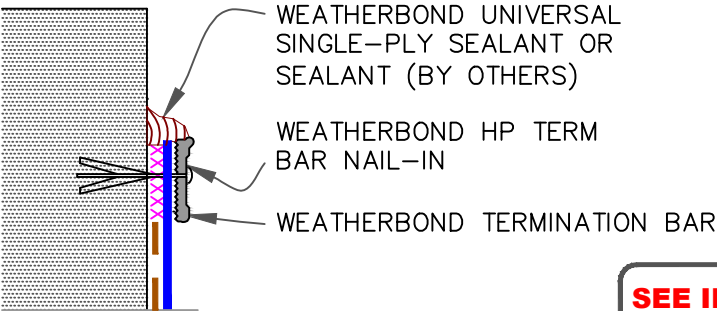 WEATHERBOND UNIVERSAL
SINGLE-PLY SEALANT OR
SEALANT (BY OTHERS)
WEATHERBOND HP TERM
BAR NAIL-IN
WEATHERBOND TERMINATION BAR
SEE